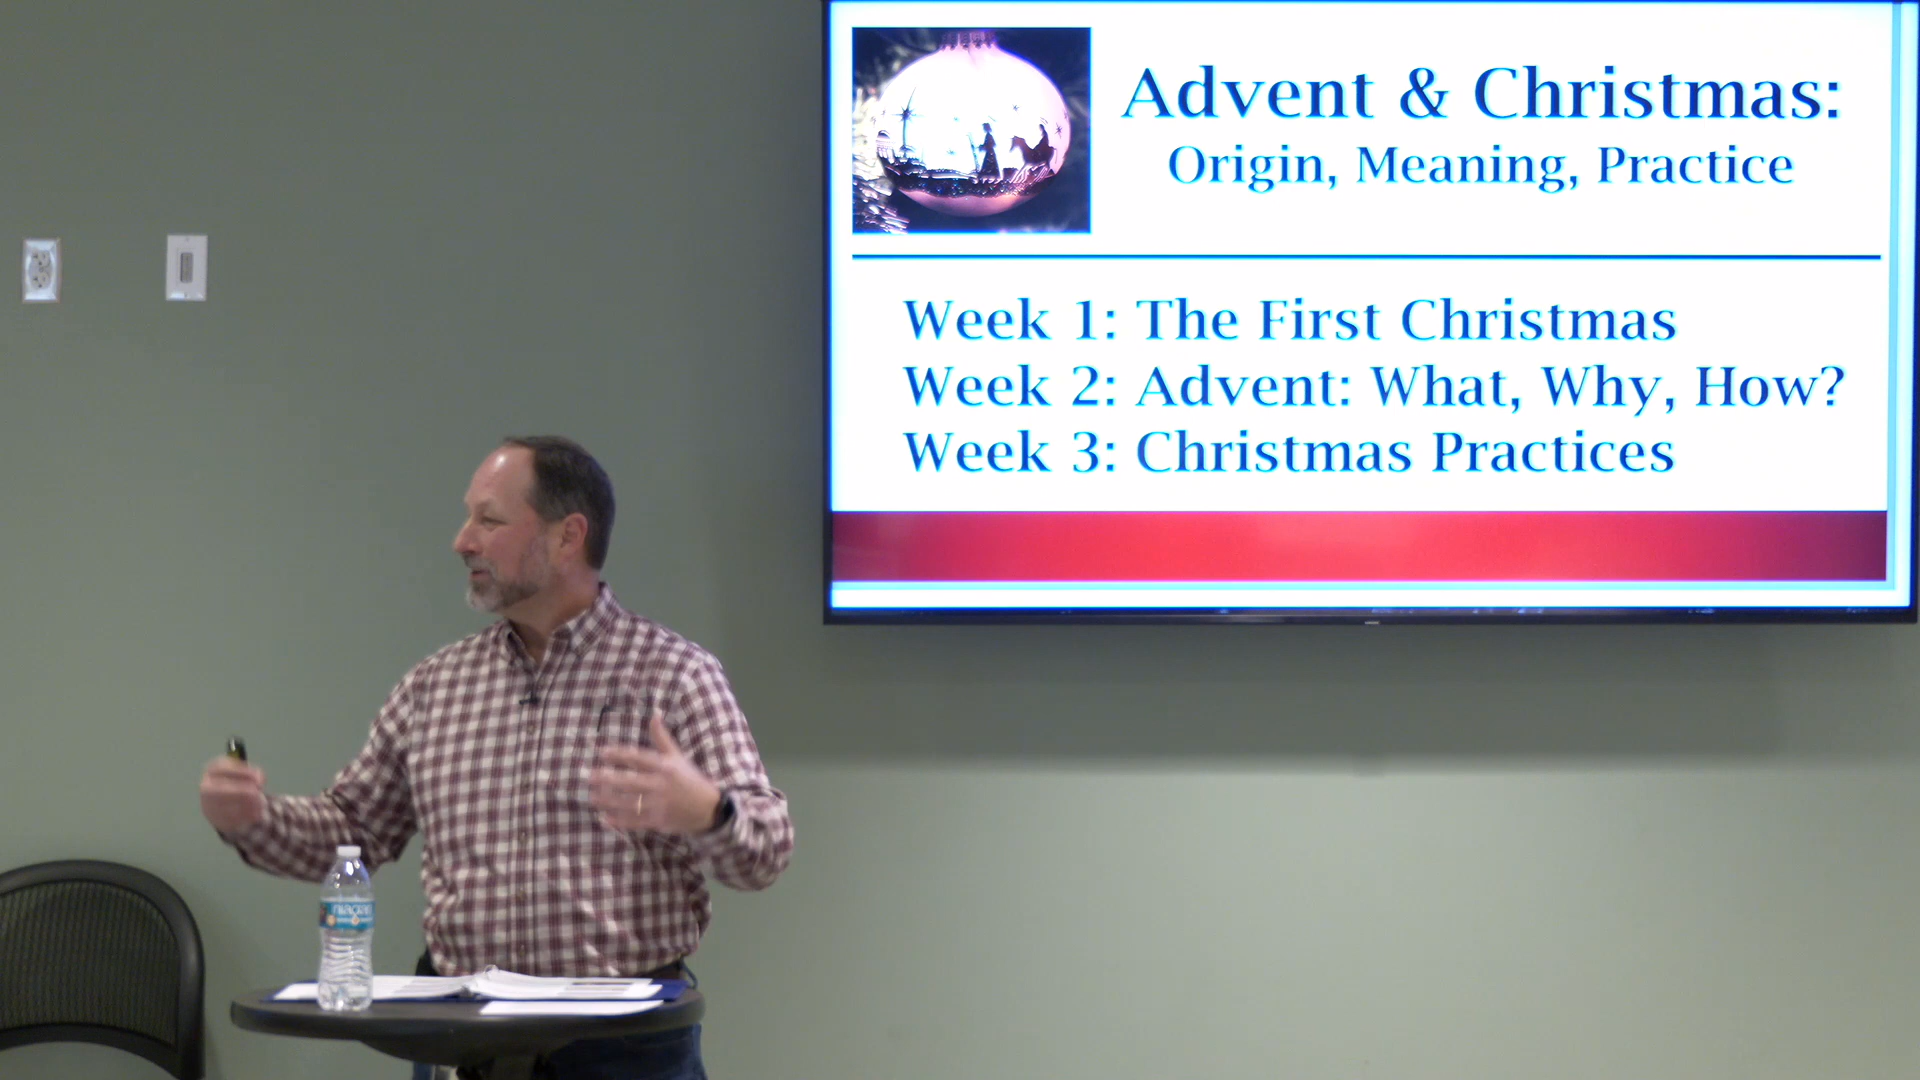 Advent & Christmas:
Origin, Meaning, Practice
Week 1: The First Christmas
Week 2: Advent: What, Why, How?
Week 3: Christmas Practices
NIAGARA